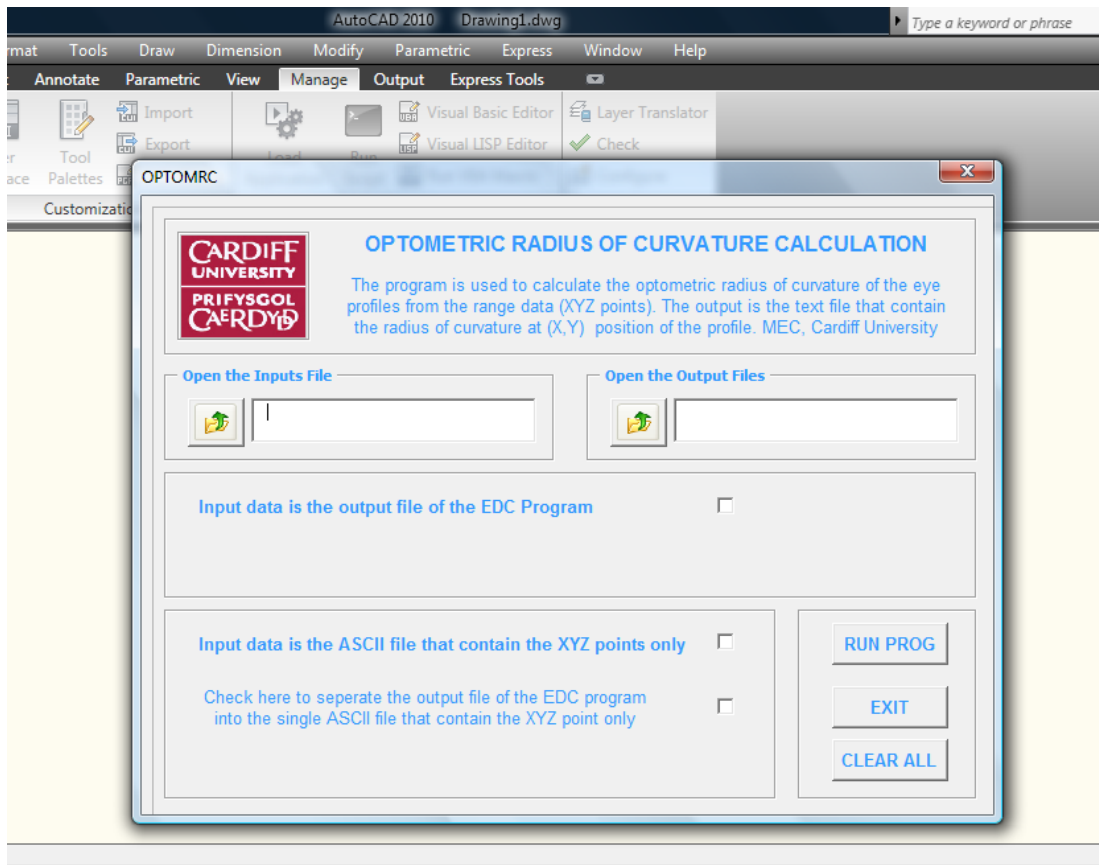 AutoCAD 2010 Drawing1.dwg
Type a keyword or phrase
rmat Tools Draw Dimension Modify Parametric Express Window Help
Annotate Parametric View Manage Output Express Tools
Import
Visual Basic Editor
Layer Translator
Export
Visual LISP Editor
Check
Tool
Load
Run
Palettes
Customizatio
OPTOMRC
CARDIFF
UNIVERSITY
PRIFYSGOL
CAERDYDD
OPTOMETRIC RADIUS OF CURVATURE CALCULATION
The program is used to calculate the optometric radius of curvature of the eye
profiles from the range data (XYZ points). The output is the text file that contain
the radius of curvature at (X,Y) position of the profile. MEC, Cardiff University
Open the Inputs File
Open the Output Files
Input data is the output file of the EDC Program
Input data is the ASCII file that contain the XYZ points only
Check here to seperate the output file of the EDC program
into the single ASCII file that contain the XYZ point only
RUN PROG
EXIT
CLEAR ALL